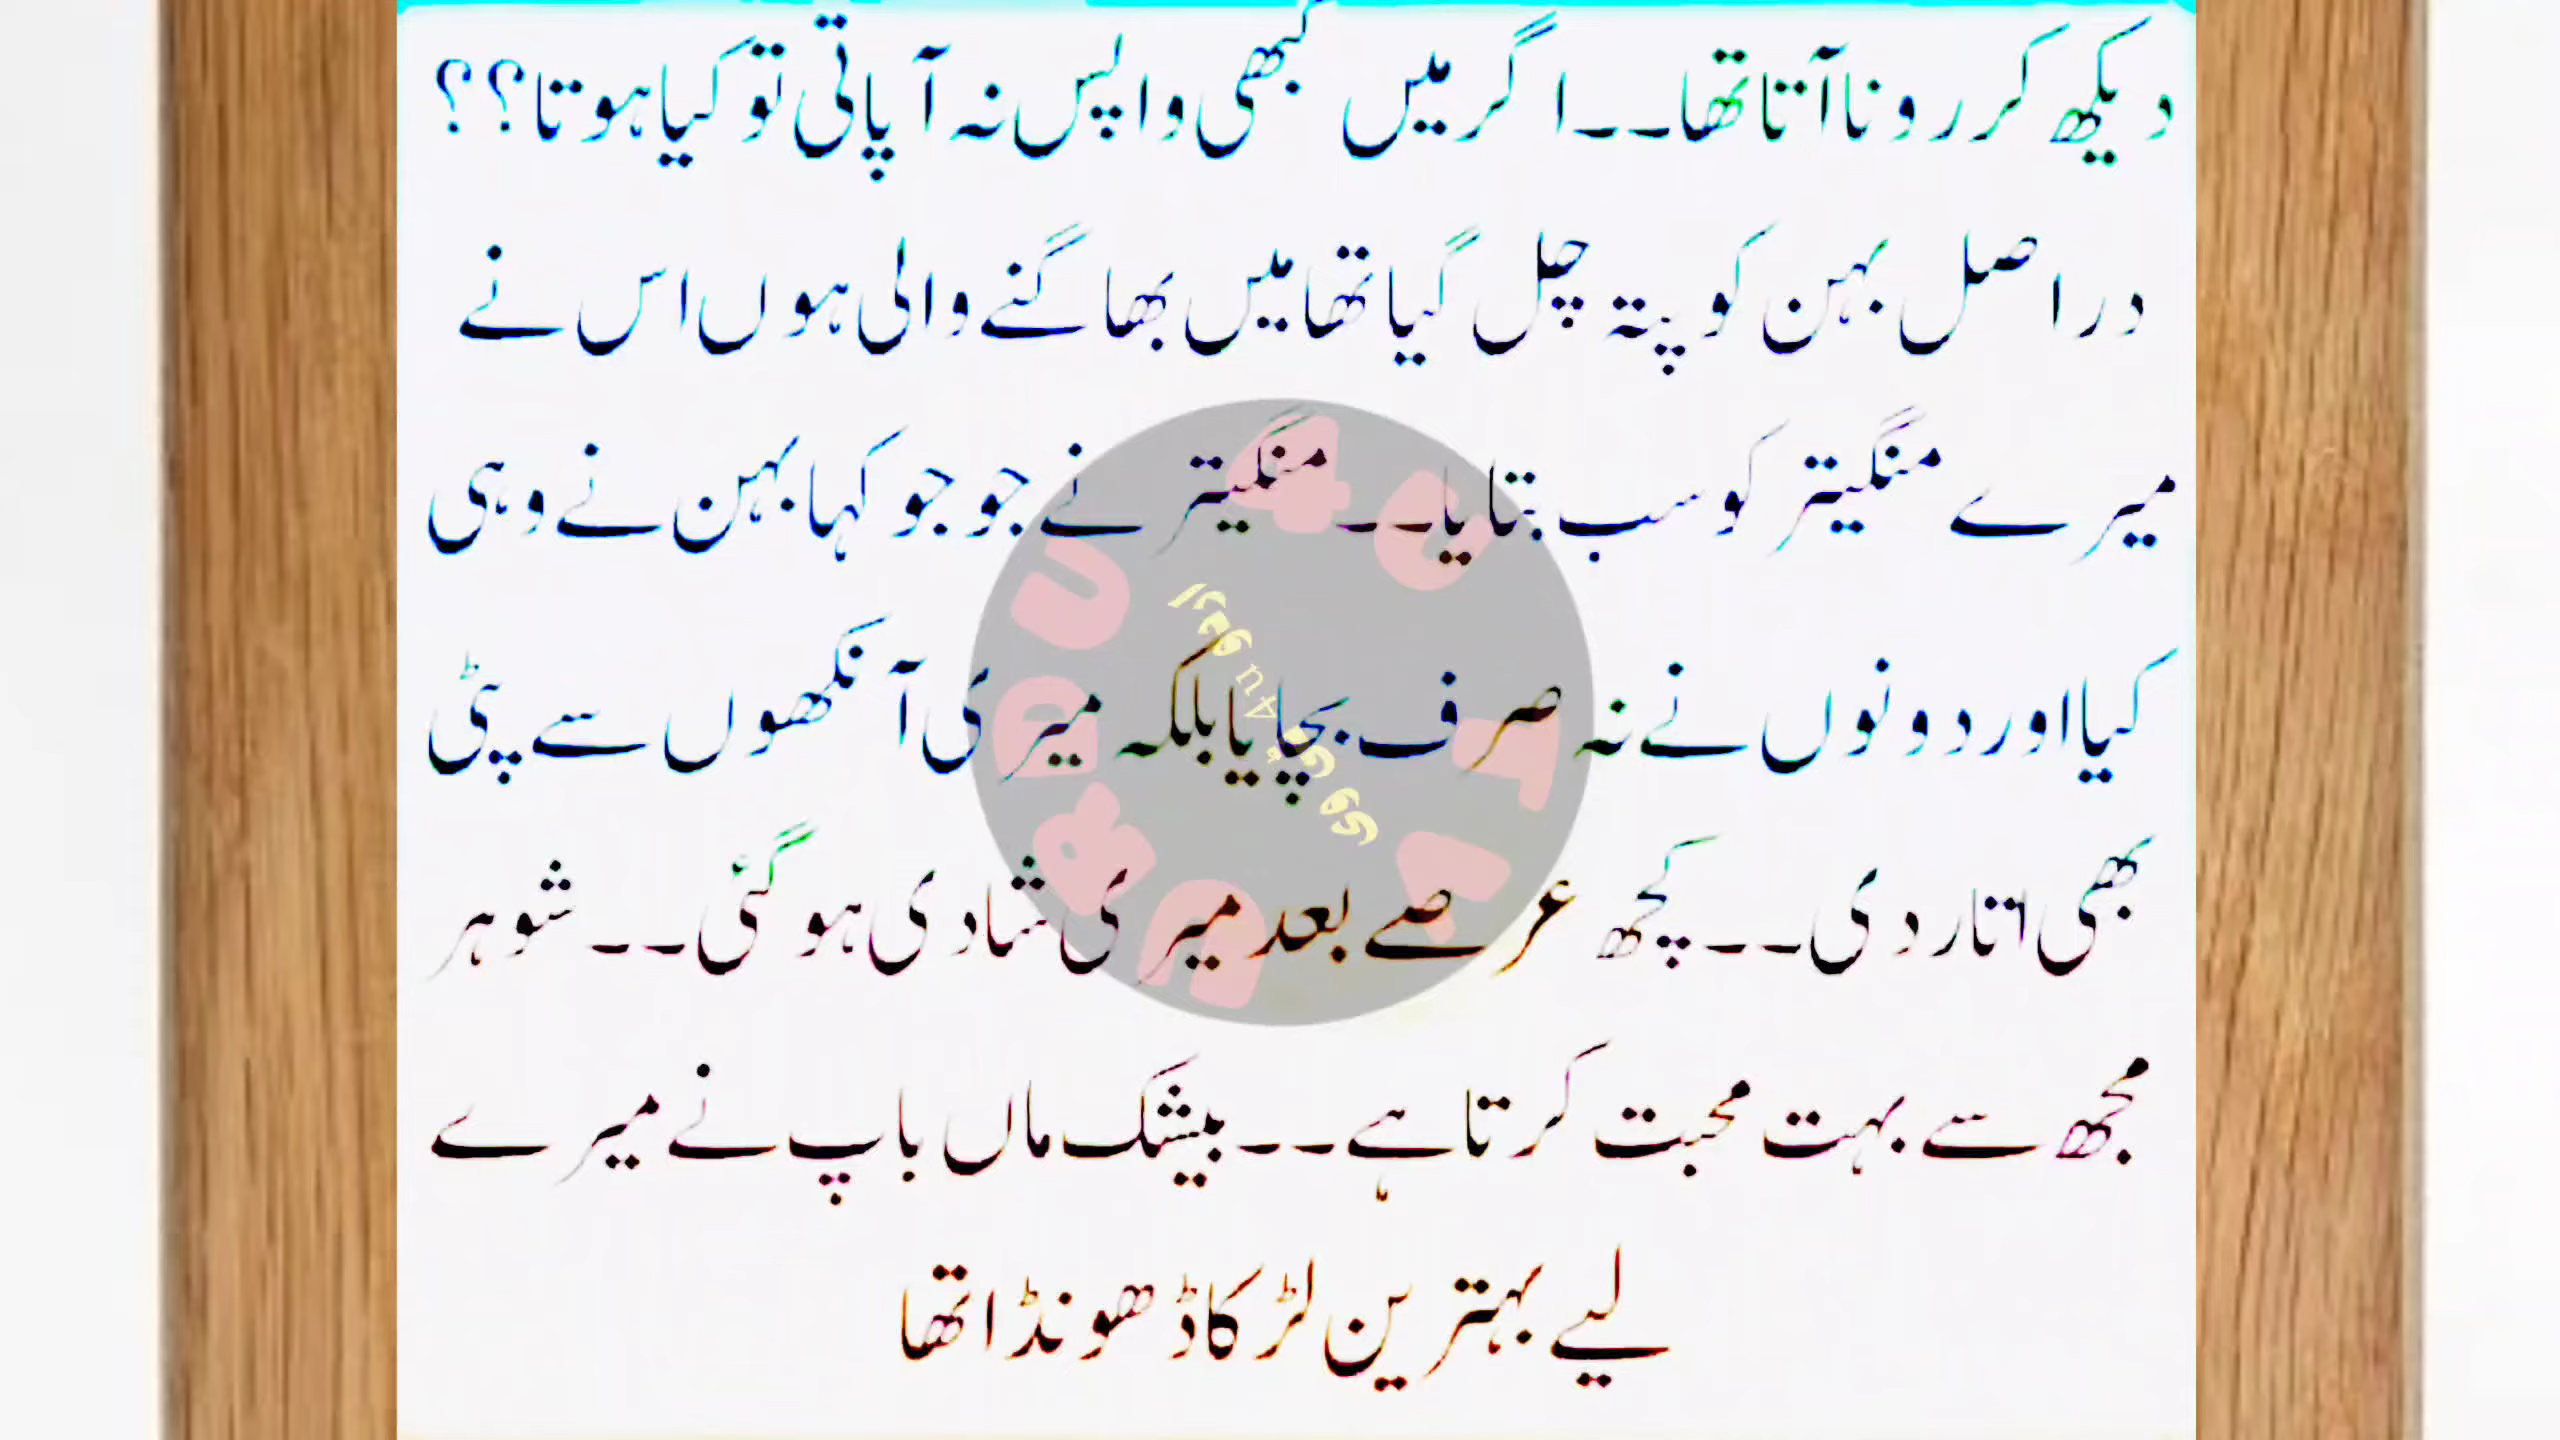 دیکھ کر رونا آتا تھا۔۔ اگر میں کبھی واپس نہ آ پاتی تو کیا ہوتا؟؟
دراصل بہن کو پتہ چل گیا تھا میں بھاگنے والی ہوں اس نے
میرے منگیتر کو سب بتایا۔۔ منگیتر نے جو جو کہا بہن نے وہی
کیا اور دونوں نے نہ صرف بچایا بلکہ میری آنکھوں سے پٹی
بھی اتار دی۔۔ کچھ عرصے بعد میری شادی ہو گئی۔۔ شوہر
مجھ سے بہت محبت کرتا ہے۔۔ بیشک ماں باپ نے میرے
لیے بہترین لڑکا ڈھونڈا تھا